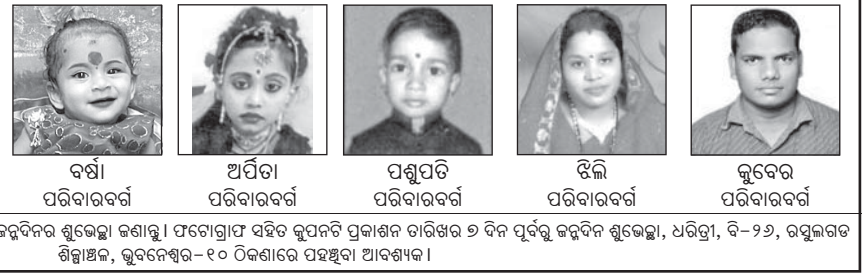 ବର୍ଷା ଅର୍ପିତା ପଶୁପତି ଝିଲି କୁବେର
ପରିବାରବର୍ଗ ପରିବାରବର୍ଗ ପରିବାରବର୍ଗ ପରିବାରବର୍ଗ ପରିବାରବର୍ଗ
ଜନ୍ମଦିନର ଶୁଭେଚ୍ଛା ଜଣାନ୍ତୁ। ଫଟୋଗ୍ରାଫ ସହିତ କୁପନଟି ପ୍ରକାଶନ ତାରିଖର ୭ ଦିନ ପୂର୍ବରୁ ଜନ୍ମଦିନ ଶୁଭେଚ୍ଛା, ଧରିତ୍ରୀ, ବି-୨୬, ରସୁଲଗଡ
ଶିଳ୍ପାଞ୍ଚଳ, ଭୁବନେଶ୍ୱର-୧୦ ଠିକଣାରେ ପହଞ୍ଚିବା ଆବଶ୍ୟକ।